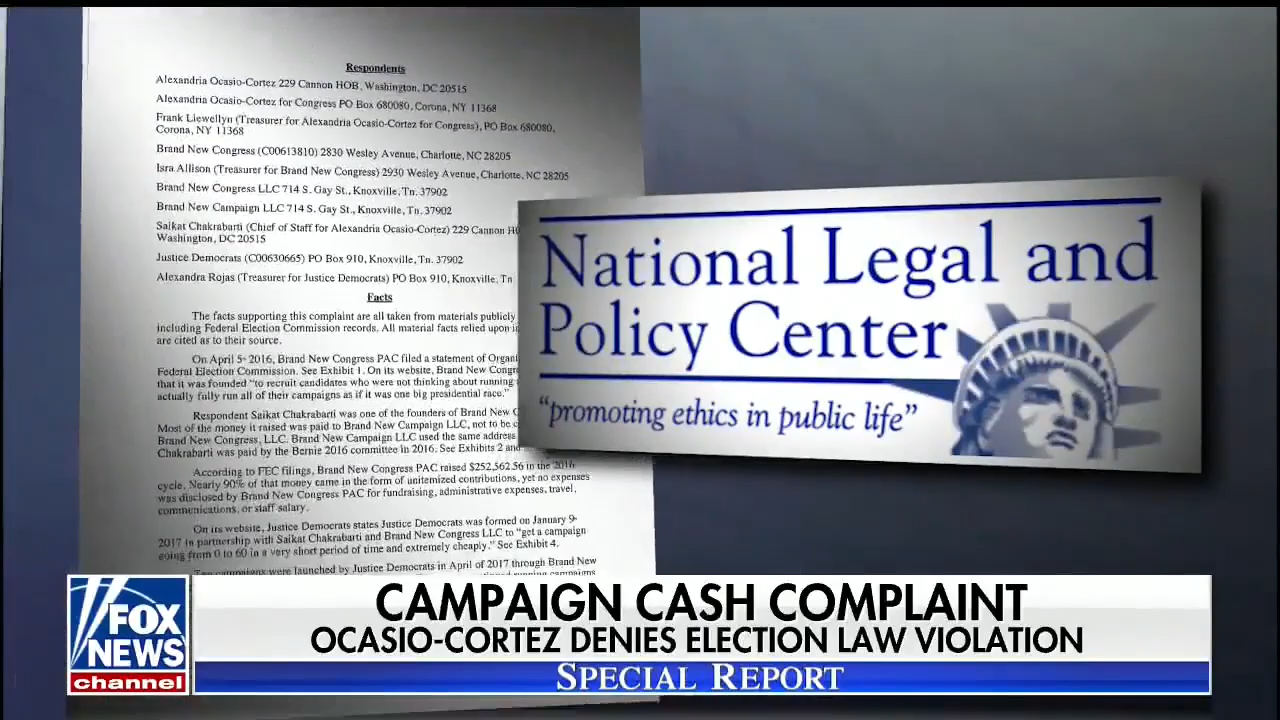 Respondents
Alexandria Ocasio-Cortez 229 Cannon HOB, Washington, DC 20515
Alexandria Ocasio-Cortez for Congress PO Box 680080, Corona, NY 11368
Frank Llewellyn (Treasurer for Alexandria Ocasio-Cortez for Congress), PO Box 680080,
Corona, NY 11368
Brand New Congress (C00613810) 2830 Wesley Avenue, Charlotte, NC 28205
Isra Allison (Treasurer for Brand New Congress) 2930 Wesley Avenue, Charlotte, NC 28205
Brand New Congress LLC 714 S. Gay St., Knoxville, Tn. 37902
Brand New Campaign LLC 714 S. Gay St., Knoxville, Tn. 37902
Saikat Chakrabarti (Chief of Staff for Alexandria Ocasio-Cortez) 229 Cannon
Washington, DC 20515
Justice Democrats (C00630665) PO Box 910, Knoxville, Tn. 37902
Alexandra Rojas (Treasurer for Justice Democrats) PO Box 910, Knoxville, Tn
Facts
The facts supporting this complaint are all taken from materials publicly
including Federal Election Commission records. All material facts relied upon
are cited as to their source.
On April 5, 2016, Brand New Congress PAC filed a statement of
Federal Election Commission. See Exhibit 1. On its website, Brand New
that it was founded "to recruit candidates who were not thinking about running
actually fully run all of their campaigns as if it was one big presidential race."
Respondent Saikat Chakrabarti was one of the founders of Brand New
Most of the money it raised was paid to Brand New Campaign LLC, not to be
Brand New Congress, LLC. Brand New Campaign LLC used the same address
Chakrabarti was paid by the Bernie 2016 committee in 2016. See Exhibits 2 and
According to FEC filings, Brand New Congress PAC raised $252,562.56 in the 2016
cycle. Nearly 90% of that money came in the form of unitemized contributions, yet no expenses
was disclosed by Brand New Congress PAC for fundraising, administrative expenses, travel,
communications, or staff salary.
On its website, Justice Democrats states Justice Democrats was formed on January 9,
2017 in partnership with Saikat Chakrabarti and Brand New Congress LLC to "get a campaign
going from 0 to 60 in a very short period of time and extremely cheaply." See Exhibit 4.
campaigns were launched by Justice Democrats in April of 2017 through Brand New
National Legal and
Policy Center
"promoting ethics in public life"
FOX
NEWS
channel
CAMPAIGN CASH COMPLAINT
OCASIO-CORTEZ DENIES ELECTION LAW VIOLATION
SPECIAL REPORT